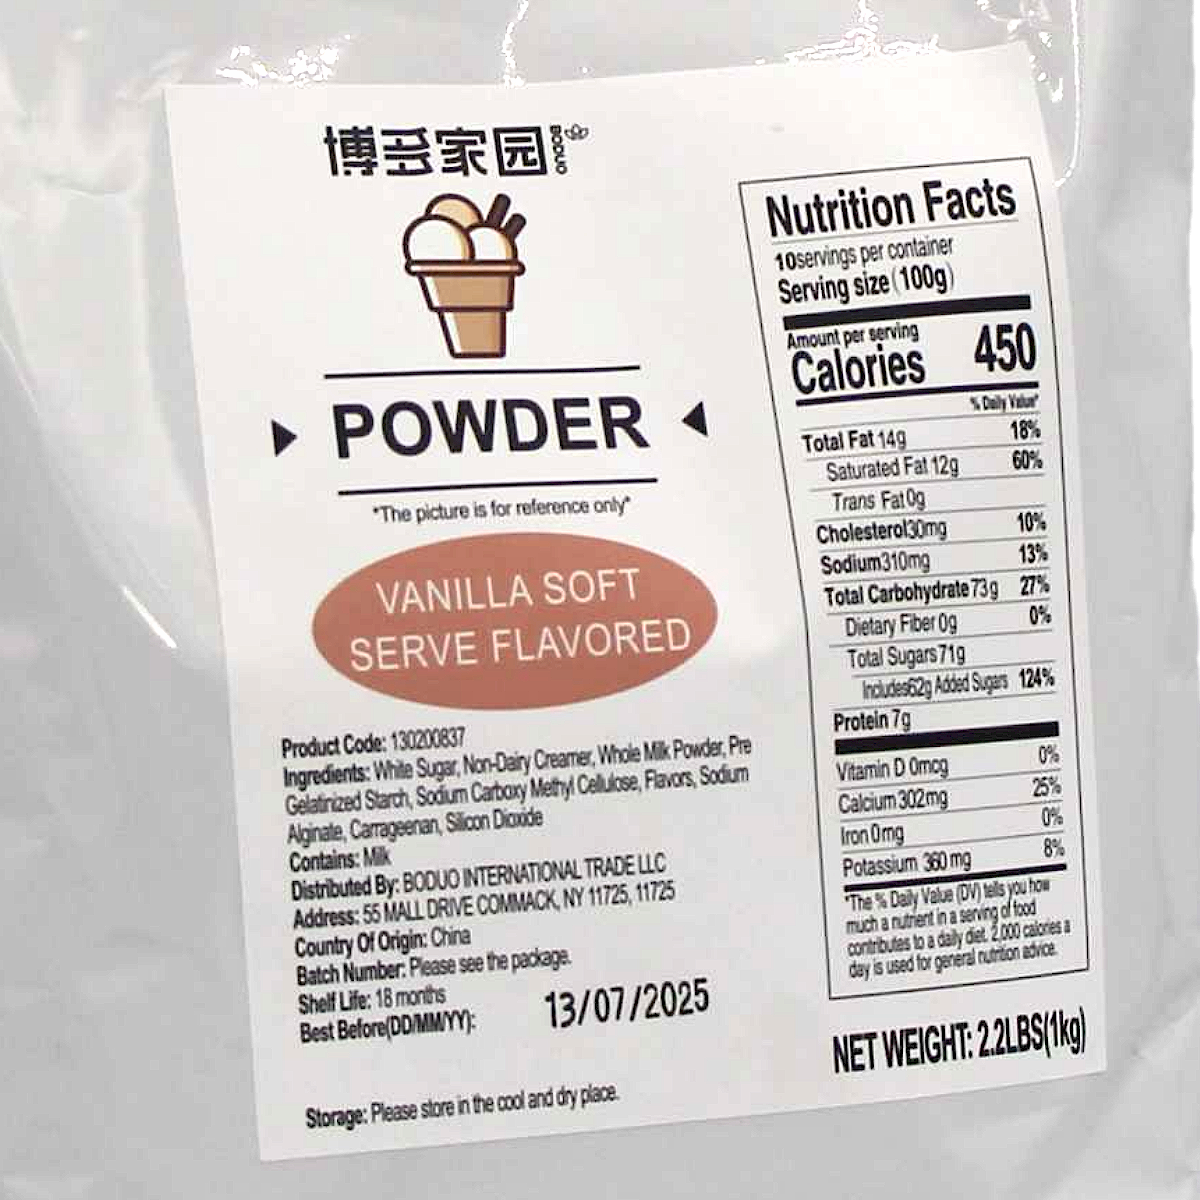 博多家园
BODUO
POWDER
*The picture is for reference only*
VANILLA SOFT
SERVE FLAVORED
Product Code: 130200837
Ingredients: White Sugar, Non-Dairy Creamer, Whole Milk Powder, Pre
Gelatinized Starch, Sodium Carboxy Methyl Cellulose, Flavors, Sodium
Alginate, Carrageenan, Silicon Dioxide
Contains: Milk
Distributed By: BODUO INTERNATIONAL TRADE LLC
Address: 55 MALL DRIVE COMMACK, NY 11725, 11725
Country Of Origin: China
Batch Number: Please see the package.
Shelf Life: 18 months
Best Before(DD/MM/YY): 13/07/2025
Storage: Please store in the cool and dry place.
Nutrition Facts
10servings per container
Serving size(100g)
Amount per serving
Calories 450
% Daily Value*
Total Fat 14g 18%
Saturated Fat 12g 60%
Trans Fat 0g
Cholesterol30mg 10%
Sodium310mg 13%
Total Carbohydrate 73g 27%
Dietary Fiber 0g 0%
Total Sugars 71g
Includes62g Added Sugars 124%
Protein 7g
Vitamin D 0mcg 0%
Calcium 302mg 25%
Iron 0mg 0%
Potassium 360 mg 8%
*The % Daily Value (DV) tells you how
much a nutrient in a serving of food
contributes to a daily diet. 2,000 calories a
day is used for general nutrition advice.
NET WEIGHT: 2.2LBS(1kg)